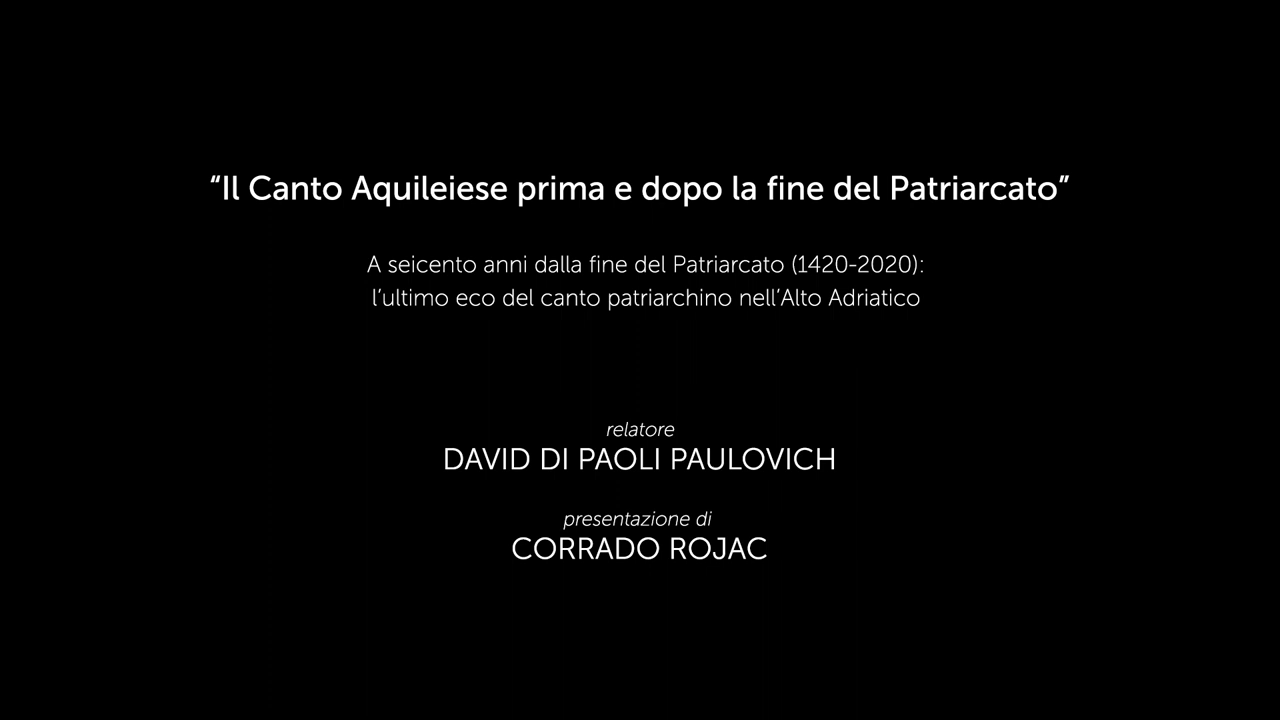 “Il Canto Aquileiese prima e dopo la fine del Patriarcato”
A seicento anni dalla fine del Patriarcato (1420-2020):
l’ultimo eco del canto patriarchino nell’Alto Adriatico
relatore
DAVID DI PAOLI PAULOVICH
presentazione di
CORRADO ROJAC